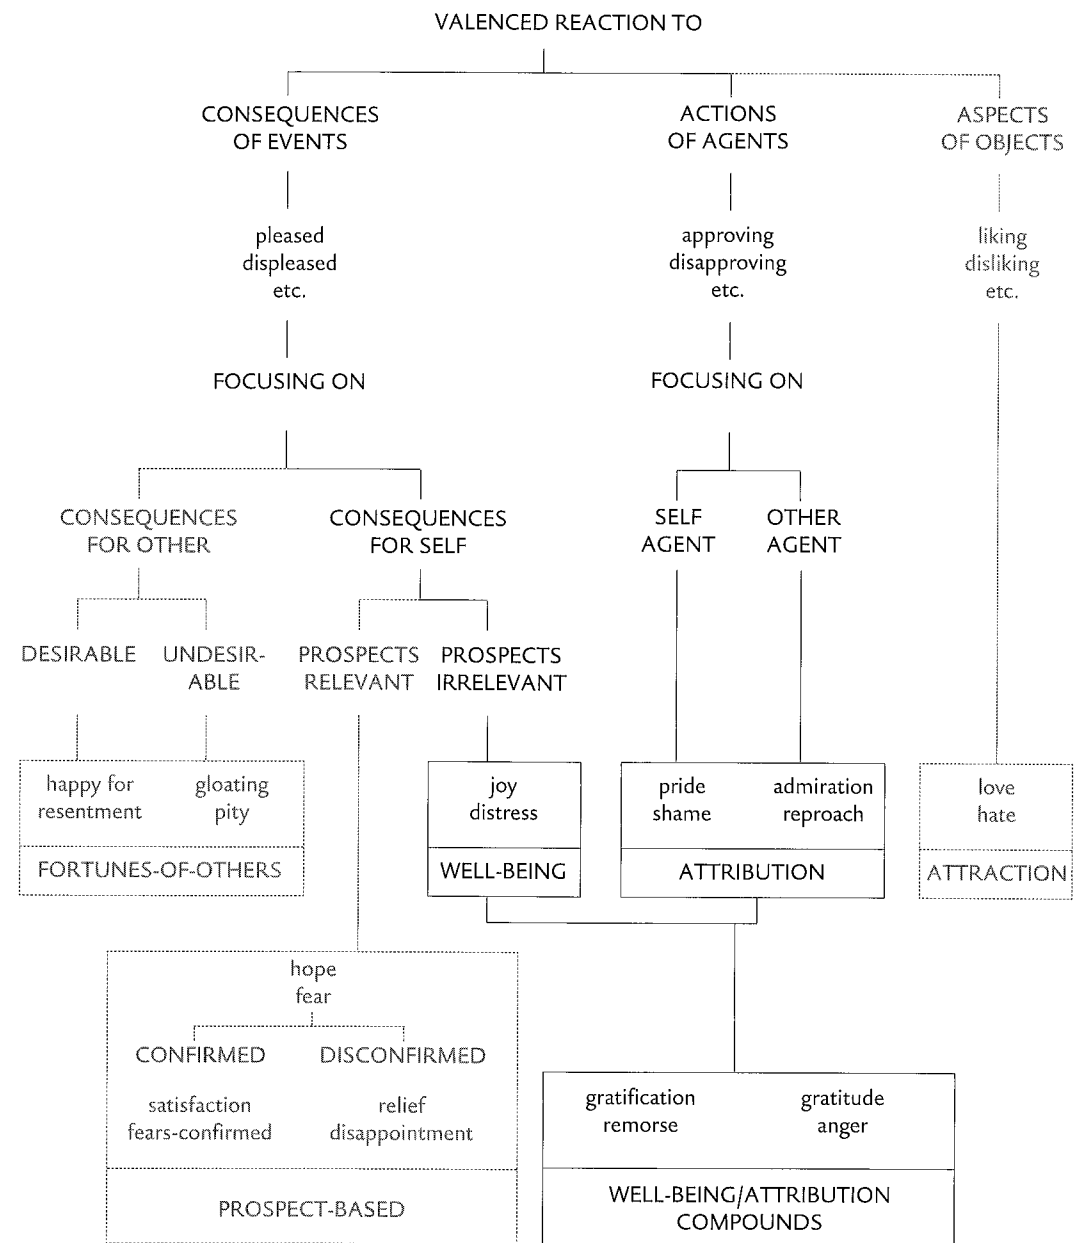 VALENCED REACTION TO
CONSEQUENCES
OF EVENTS
ACTIONS
OF AGENTS
ASPECTS
OF OBJECTS
pleased
displeased
etc.
approving
disapproving
etc.
liking
disliking
etc.
FOCUSING ON
FOCUSING ON
CONSEQUENCES
FOR OTHER
CONSEQUENCES
FOR SELF
SELF
AGENT
OTHER
AGENT
DESIRABLE
UNDESIR-
ABLE
PROSPECTS
RELEVANT
PROSPECTS
IRRELEVANT
happy for
resentment
gloating
pity
FORTUNES-OF-OTHERS
joy
distress
WELL-BEING
pride
shame
admiration
reproach
ATTRIBUTION
love
hate
ATTRACTION
hope
fear
CONFIRMED
DISCONFIRMED
satisfaction
fears-confirmed
relief
disappointment
PROSPECT-BASED
gratification
remorse
gratitude
anger
WELL-BEING/ATTRIBUTION
COMPOUNDS